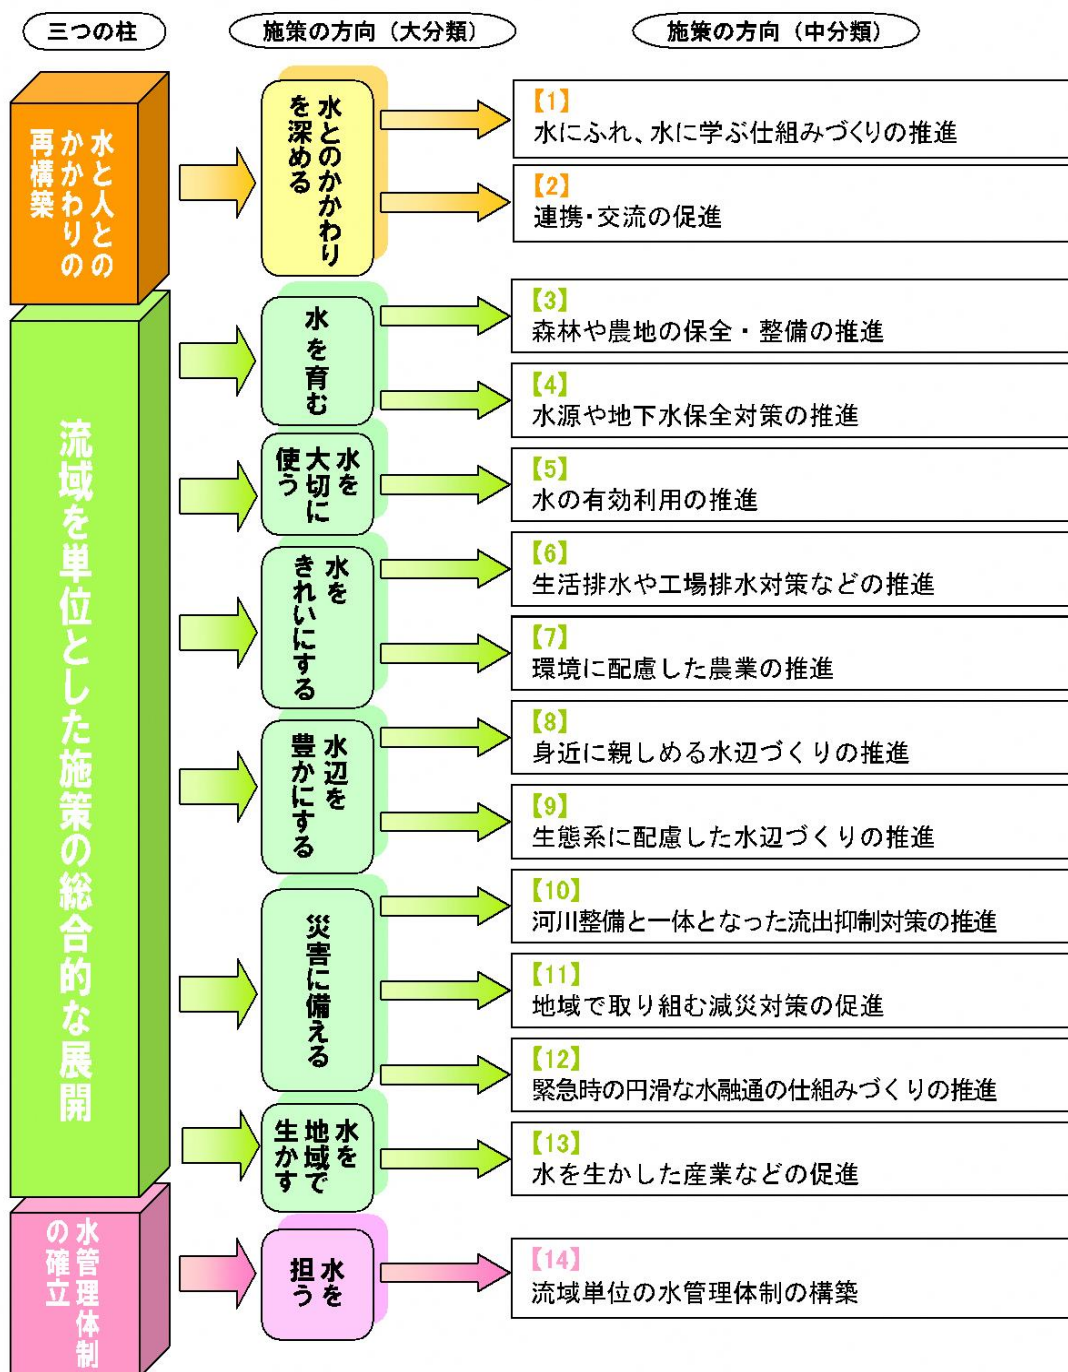 三つの柱
施策の方向（大分類）
施策の方向（中分類）
水と人との
かかわりの
再構築
水とのかかわり
を深める
【1】
水にふれ、水に学ぶ仕組みづくりの推進
【2】
連携・交流の促進
流域を単位とした施策の総合的な展開
水を育む
【3】
森林や農地の保全・整備の推進
【4】
水源や地下水保全対策の推進
水を
大切に
使う
【5】
水の有効利用の推進
水を
きれいにする
【6】
生活排水や工場排水対策などの推進
【7】
環境に配慮した農業の推進
水辺を
豊かにする
【8】
身近に親しめる水辺づくりの推進
【9】
生態系に配慮した水辺づくりの推進
災害に備える
【10】
河川整備と一体となった流出抑制対策の推進
【11】
地域で取り組む減災対策の促進
【12】
緊急時の円滑な水融通の仕組みづくりの推進
水を
地域で
生かす
【13】
水を生かした産業などの促進
水管理体制
の確立
水を
担う
【14】
流域単位の水管理体制の構築